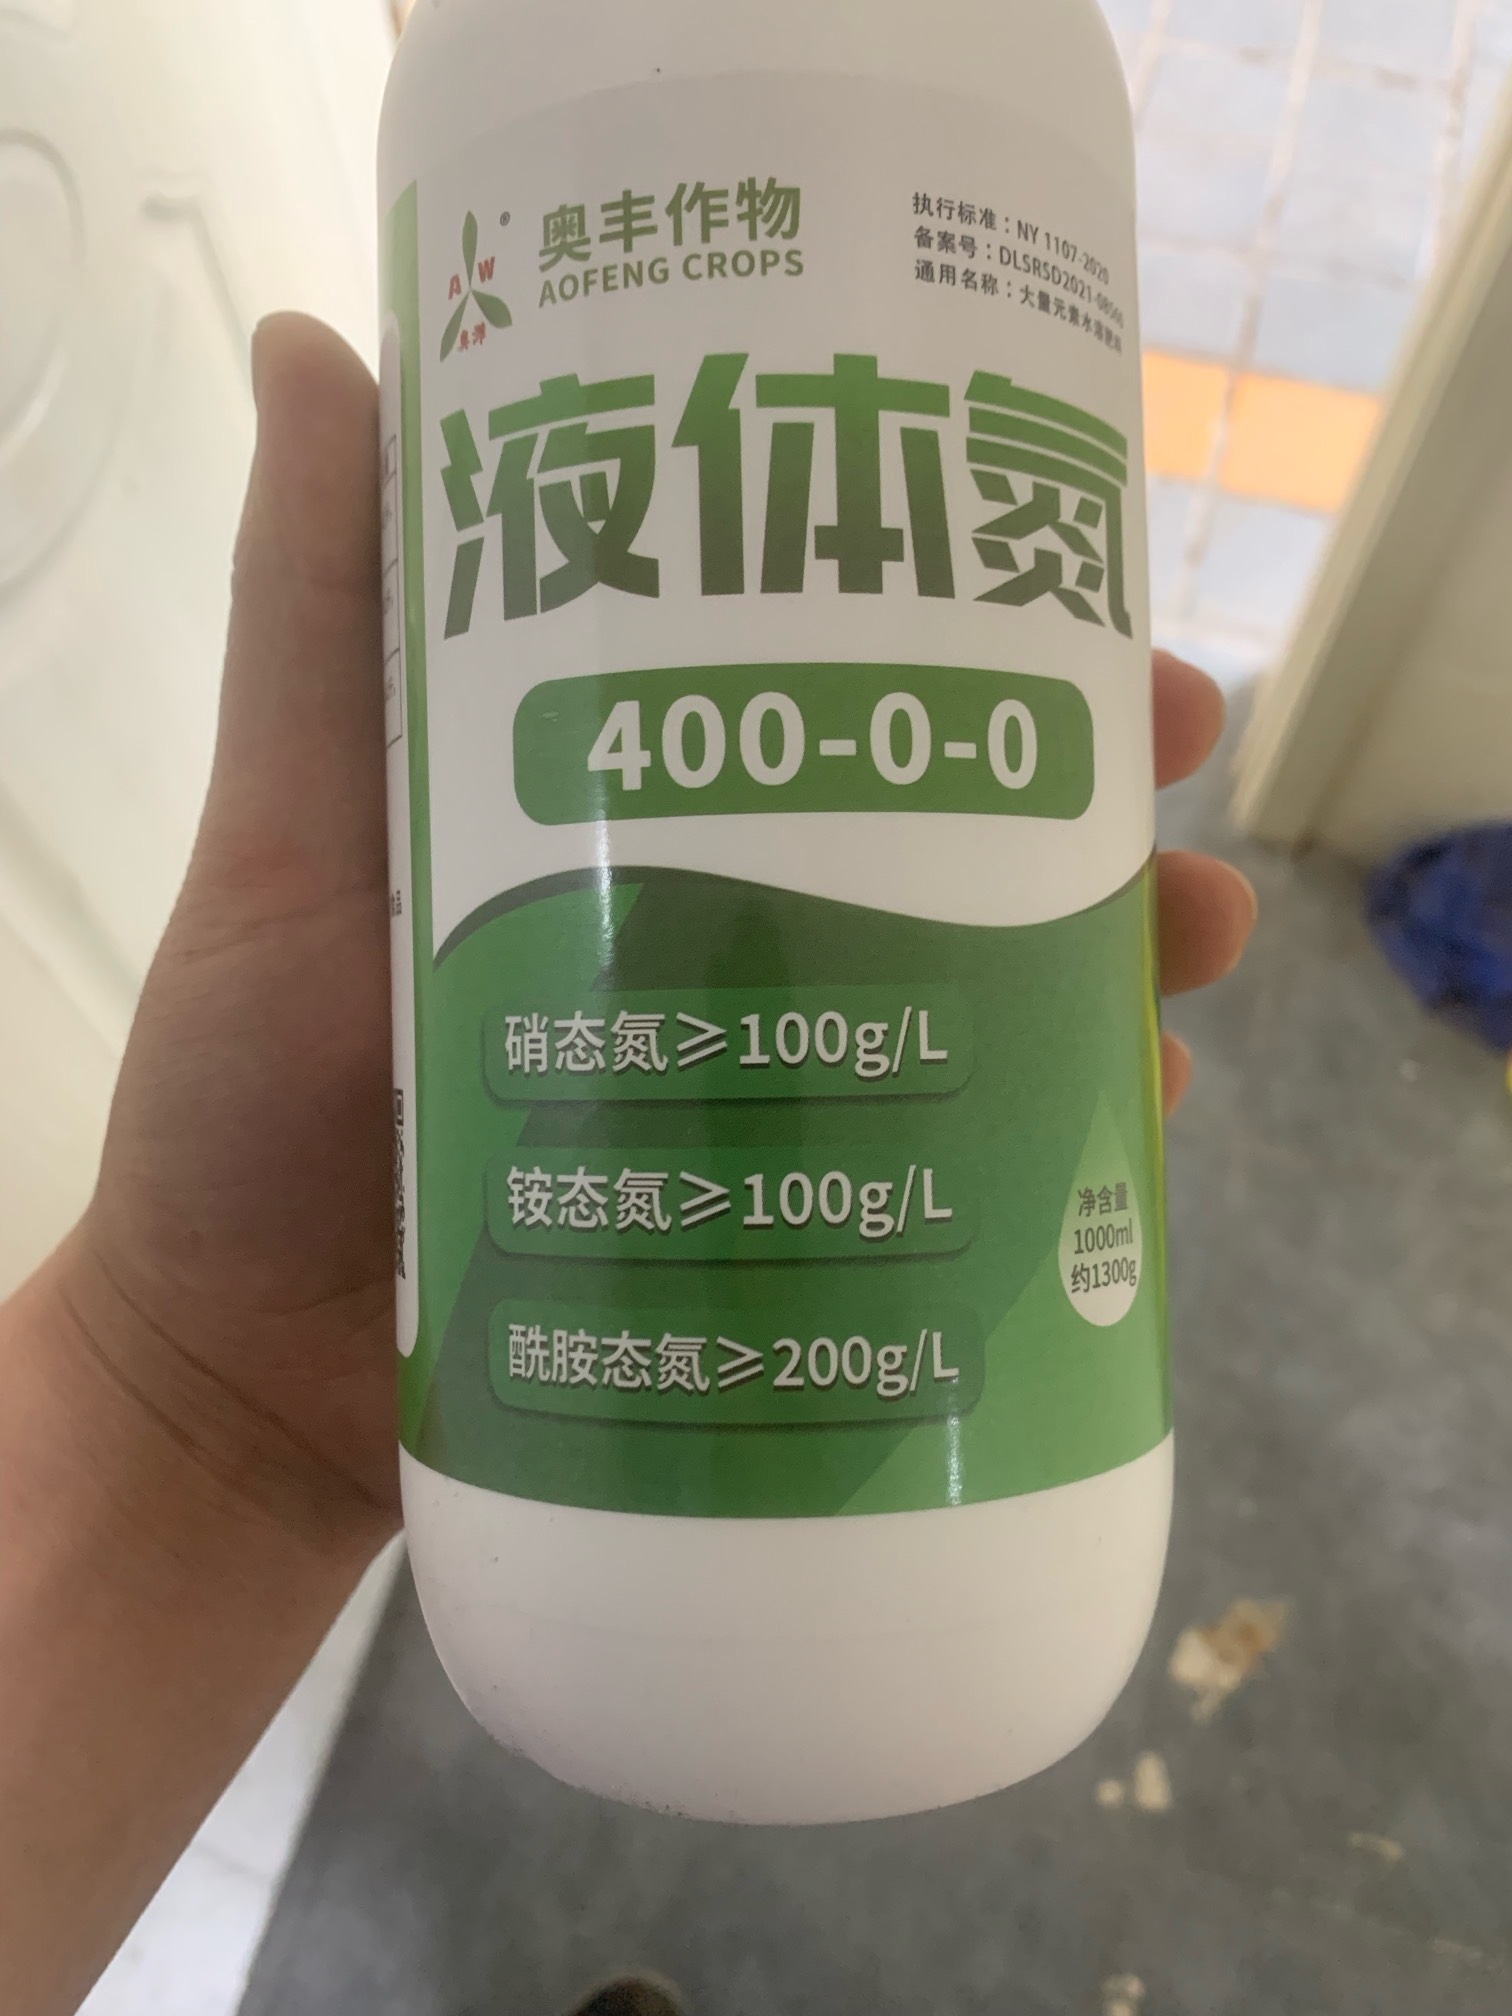 奥丰作物
AOFENG CROPS
®
A W
执行标准：NY 1107-2020
备案号：DLSRSD2021-
通用名称：大量元素水溶肥料
液体氮
400-0-0
硝态氮≥100g/L
铵态氮≥100g/L
酰胺态氮≥200g/L
净含量
1000ml
约1300g